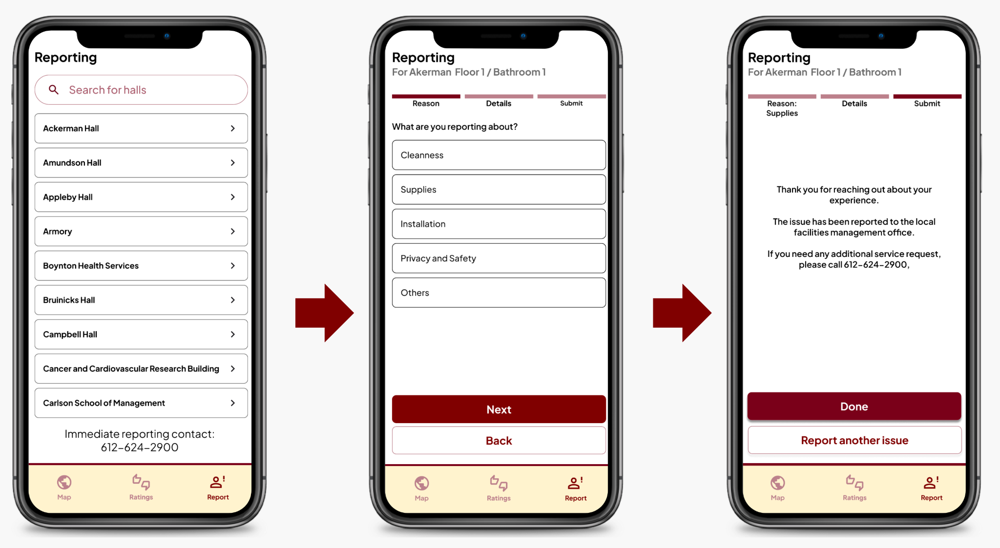 Reporting
Search for halls
Ackerman Hall
Amundson Hall
Appleby Hall
Armory
Boynton Health Services
Bruinicks Hall
Campbell Hall
Cancer and Cardiovascular Research Building
Carlson School of Management
Immediate reporting contact:
612-624-2900
Map
Ratings
Report
Reporting
For Akerman Floor 1 / Bathroom 1
Reason
Details
Submit
What are you reporting about?
Cleanness
Supplies
Installation
Privacy and Safety
Others
Next
Back
Map
Ratings
Report
Reporting
For Akerman Floor 1 / Bathroom 1
Reason:
Supplies
Details
Submit
Thank you for reaching out about your
experience.
The issue has been reported to the local
facilities management office.
If you need any additional service request,
please call 612-624-2900,
Done
Report another issue
Map
Ratings
Report